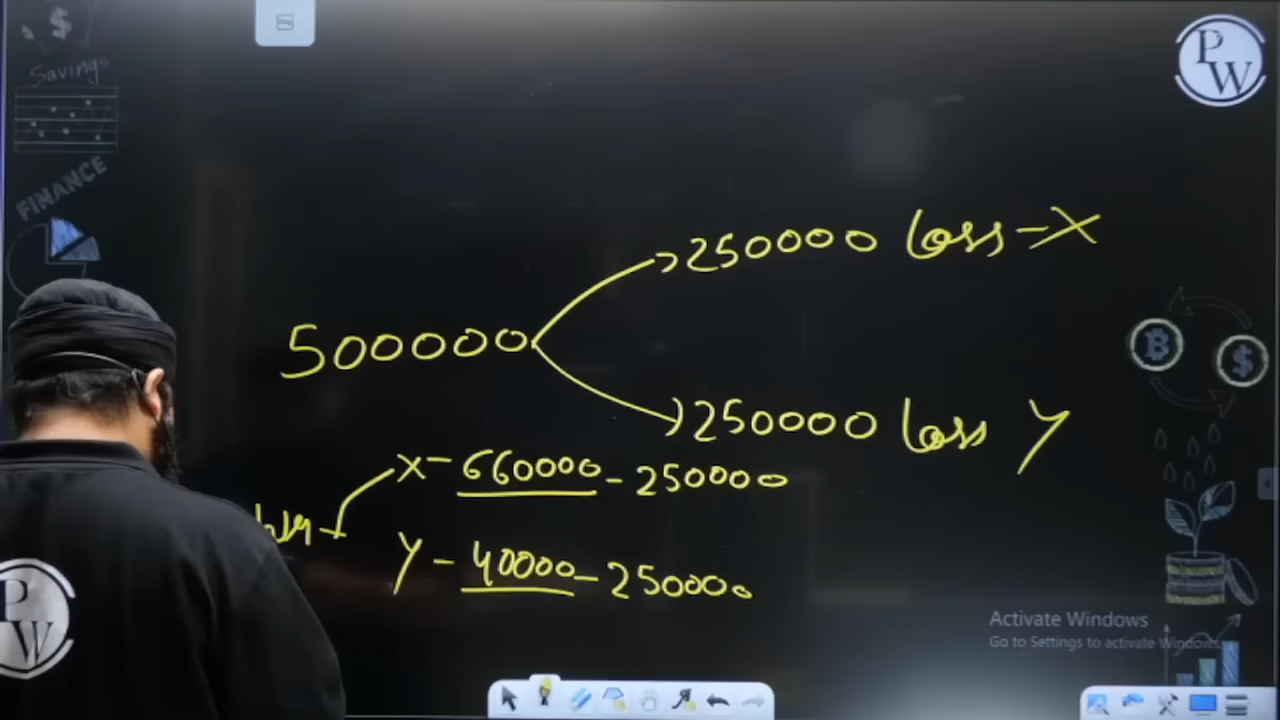 Savings
P
W
FINANCE
>250000 loss-X
500000
>250000 loss Y
X-660000-250000
Y-40000-250000
P
W
Activate Windows
Go to Settings to activate Windows.